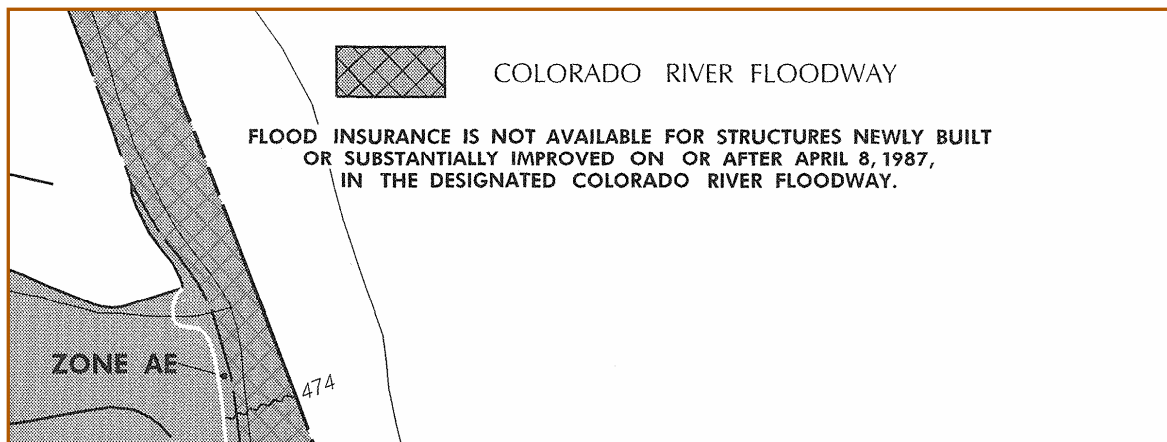 COLORADO RIVER FLOODWAY
FLOOD INSURANCE IS NOT AVAILABLE FOR STRUCTURES NEWLY BUILT
OR SUBSTANTIALLY IMPROVED ON OR AFTER APRIL 8, 1987,
IN THE DESIGNATED COLORADO RIVER FLOODWAY.
ZONE AE
474